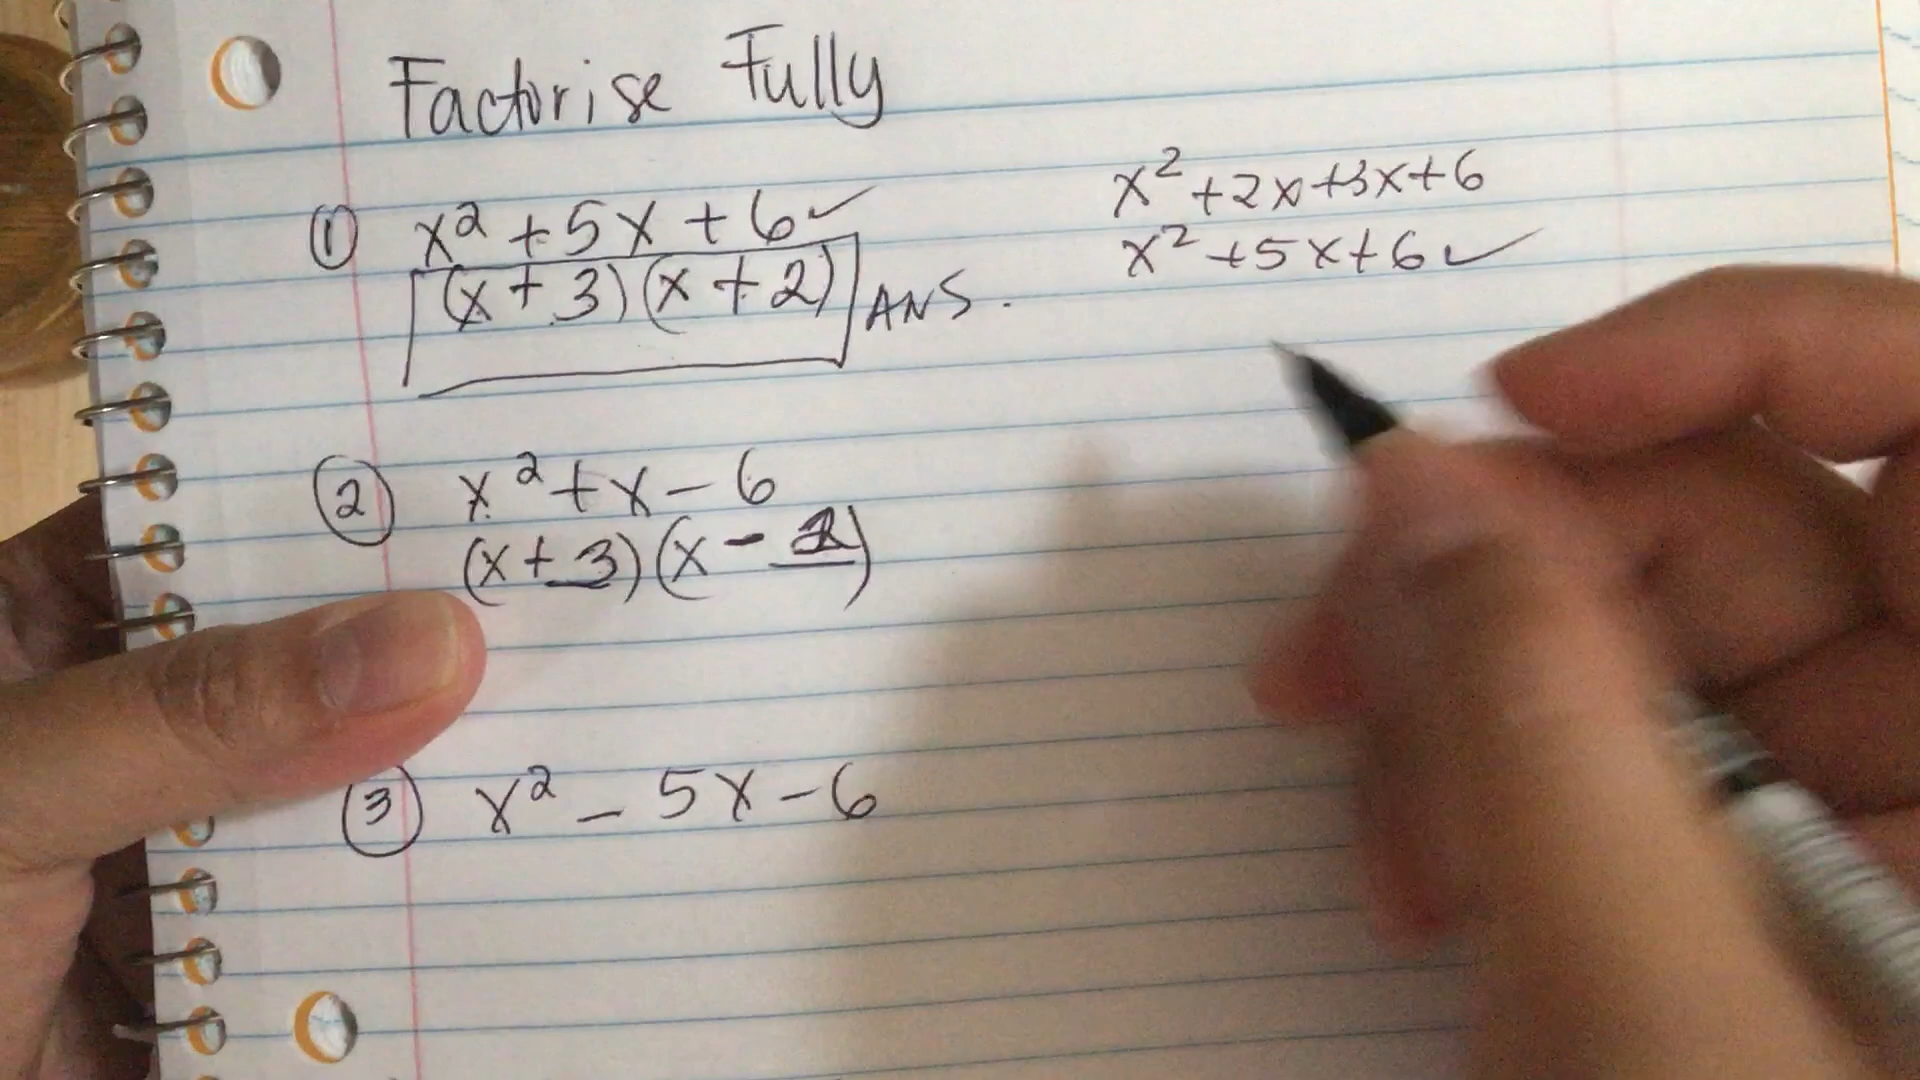 Factorise Fully
① x² + 5x + 6 ✓
(x + 3)(x + 2) ANS.
x² + 2x + 3x + 6
x² + 5x + 6 ✓
② x² + x - 6
(x + 3)(x - 2)
③ x² - 5x - 6